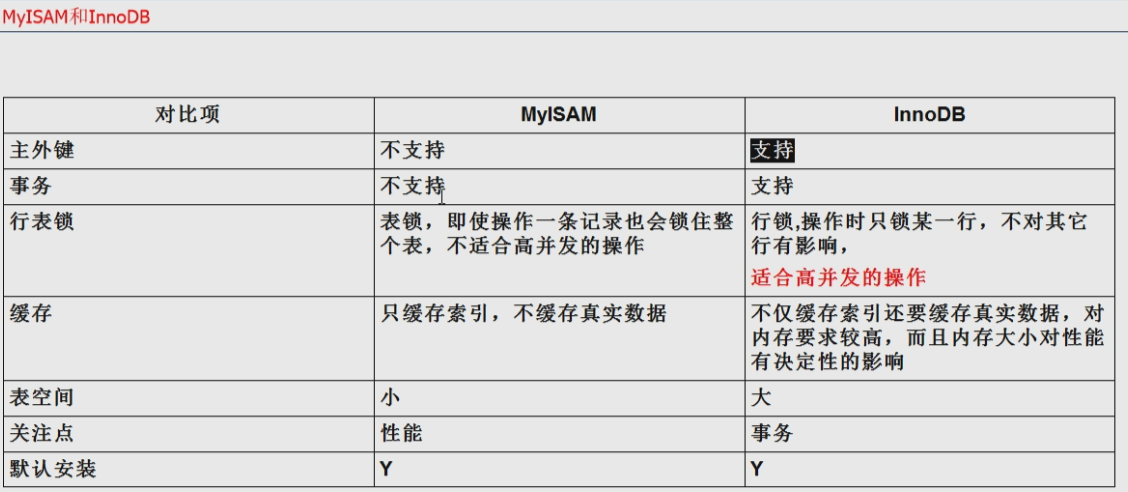 MyISAM和InnoDB
对比项 MyISAM InnoDB
主外键 不支持 支持
事务 不支持 支持
行表锁 表锁，即使操作一条记录也会锁住整 行锁,操作时只锁某一行，不对其它
个表，不适合高并发的操作 行有影响，
适合高并发的操作
缓存 只缓存索引，不缓存真实数据 不仅缓存索引还要缓存真实数据，对
内存要求较高，而且内存大小对性能
有决定性的影响
表空间 小 大
关注点 性能 事务
默认安装 Y Y